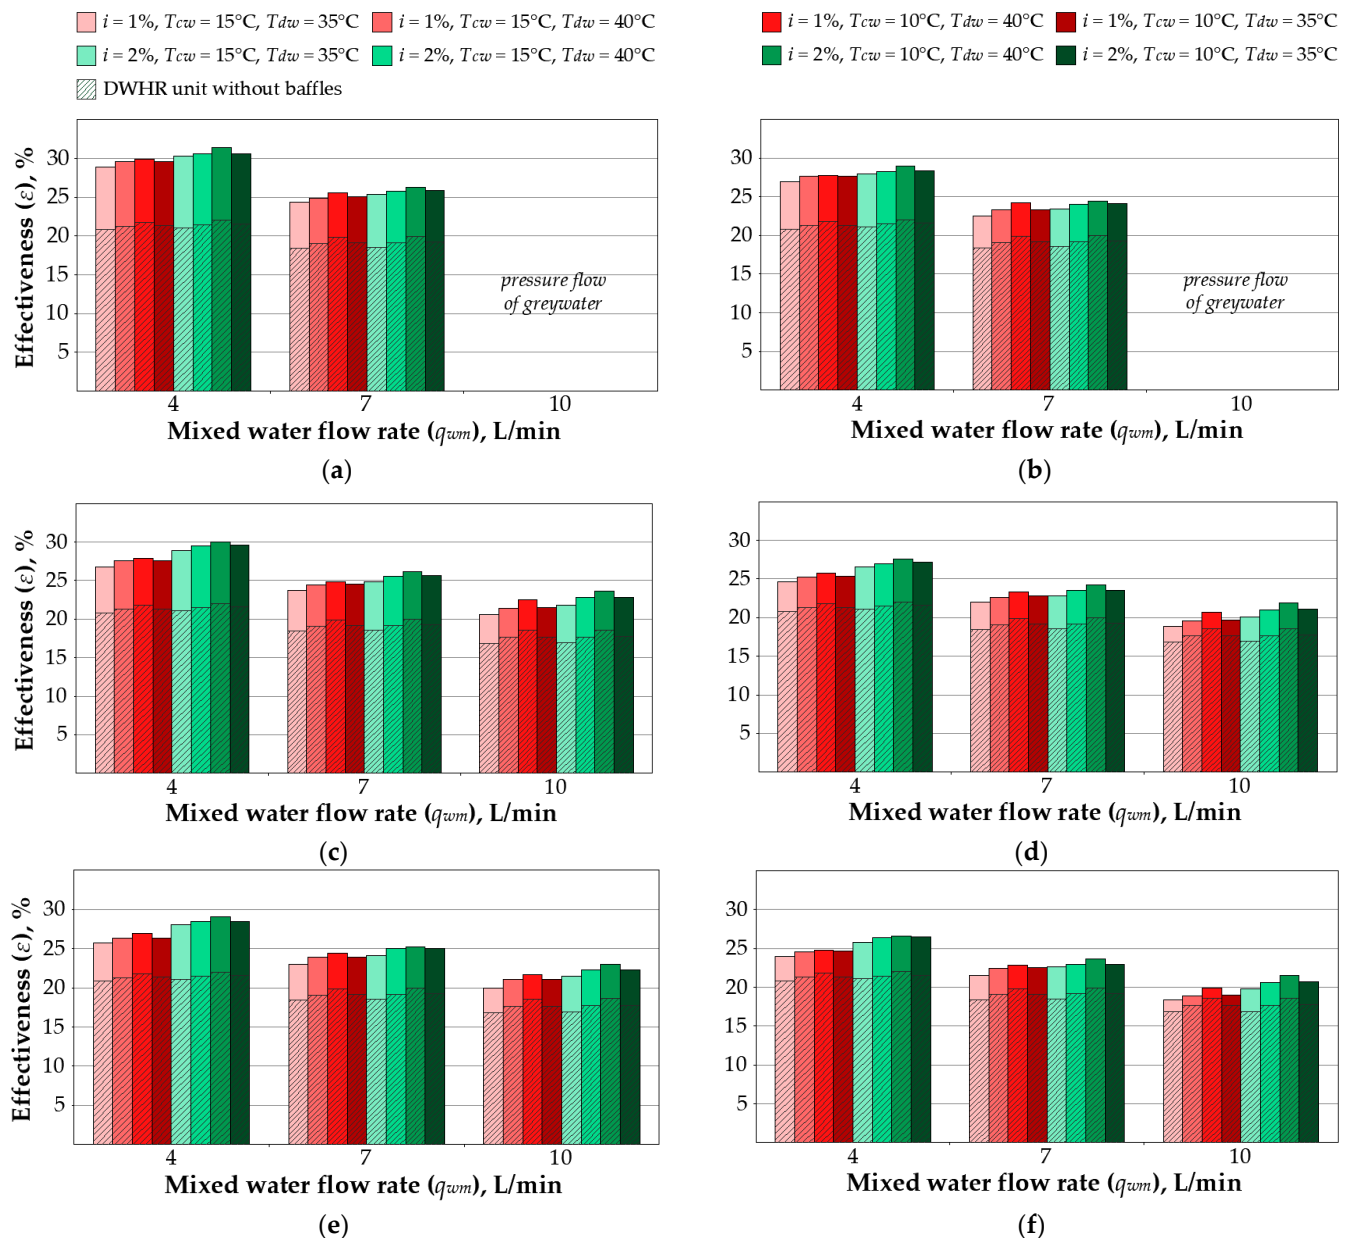 i = 1%, Tcw = 15°C, Tdw = 35°C
i = 1%, Tcw = 15°C, Tdw = 40°C
i = 1%, Tcw = 10°C, Tdw = 40°C
i = 1%, Tcw = 10°C, Tdw = 35°C
i = 2%, Tcw = 15°C, Tdw = 35°C
i = 2%, Tcw = 15°C, Tdw = 40°C
i = 2%, Tcw = 10°C, Tdw = 40°C
i = 2%, Tcw = 10°C, Tdw = 35°C
DWHR unit without baffles
Effectiveness (ε), %
30
25
20
15
10
5
pressure flow
of greywater
4
7
10
Mixed water flow rate (qwm), L/min
(a)
30
25
20
15
10
5
pressure flow
of greywater
4
7
10
Mixed water flow rate (qwm), L/min
(b)
Effectiveness (ε), %
30
25
20
15
10
5
4
7
10
Mixed water flow rate (qwm), L/min
(c)
30
25
20
15
10
5
4
7
10
Mixed water flow rate (qwm), L/min
(d)
Effectiveness (ε), %
30
25
20
15
10
5
4
7
10
Mixed water flow rate (qwm), L/min
(e)
30
25
20
15
10
5
4
7
10
Mixed water flow rate (qwm), L/min
(f)